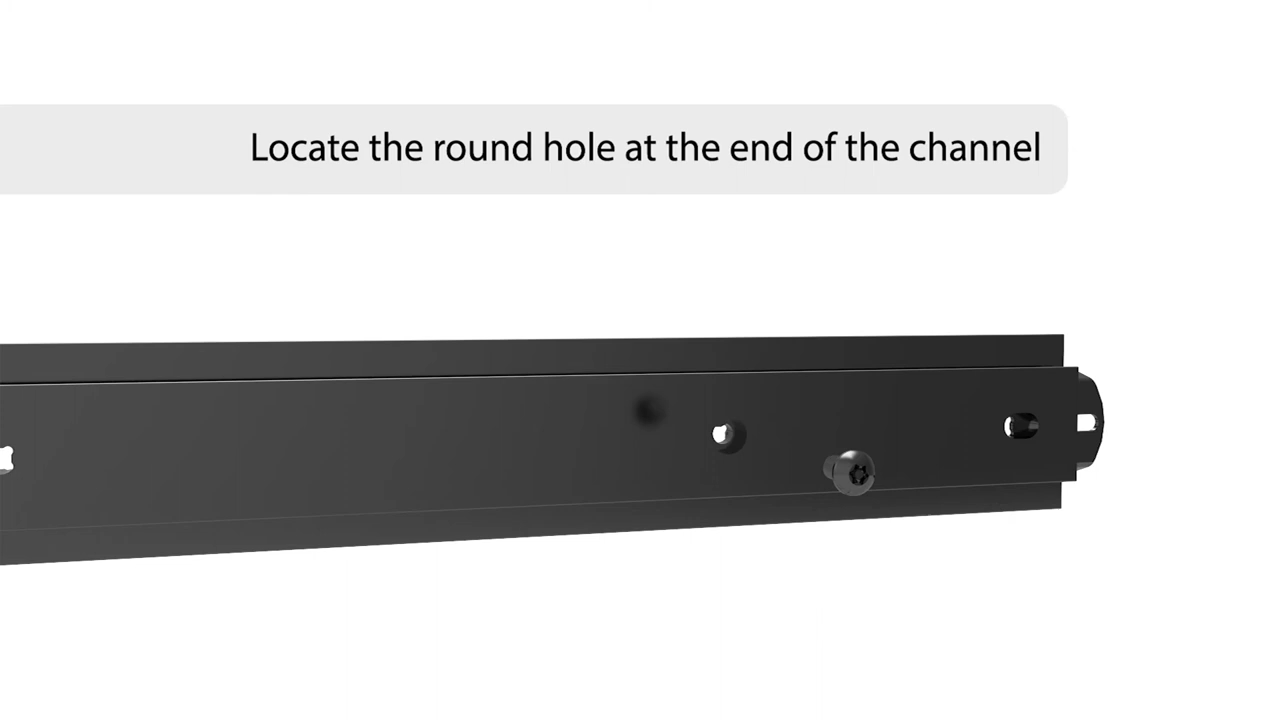 Locate the round hole at the end of the channel